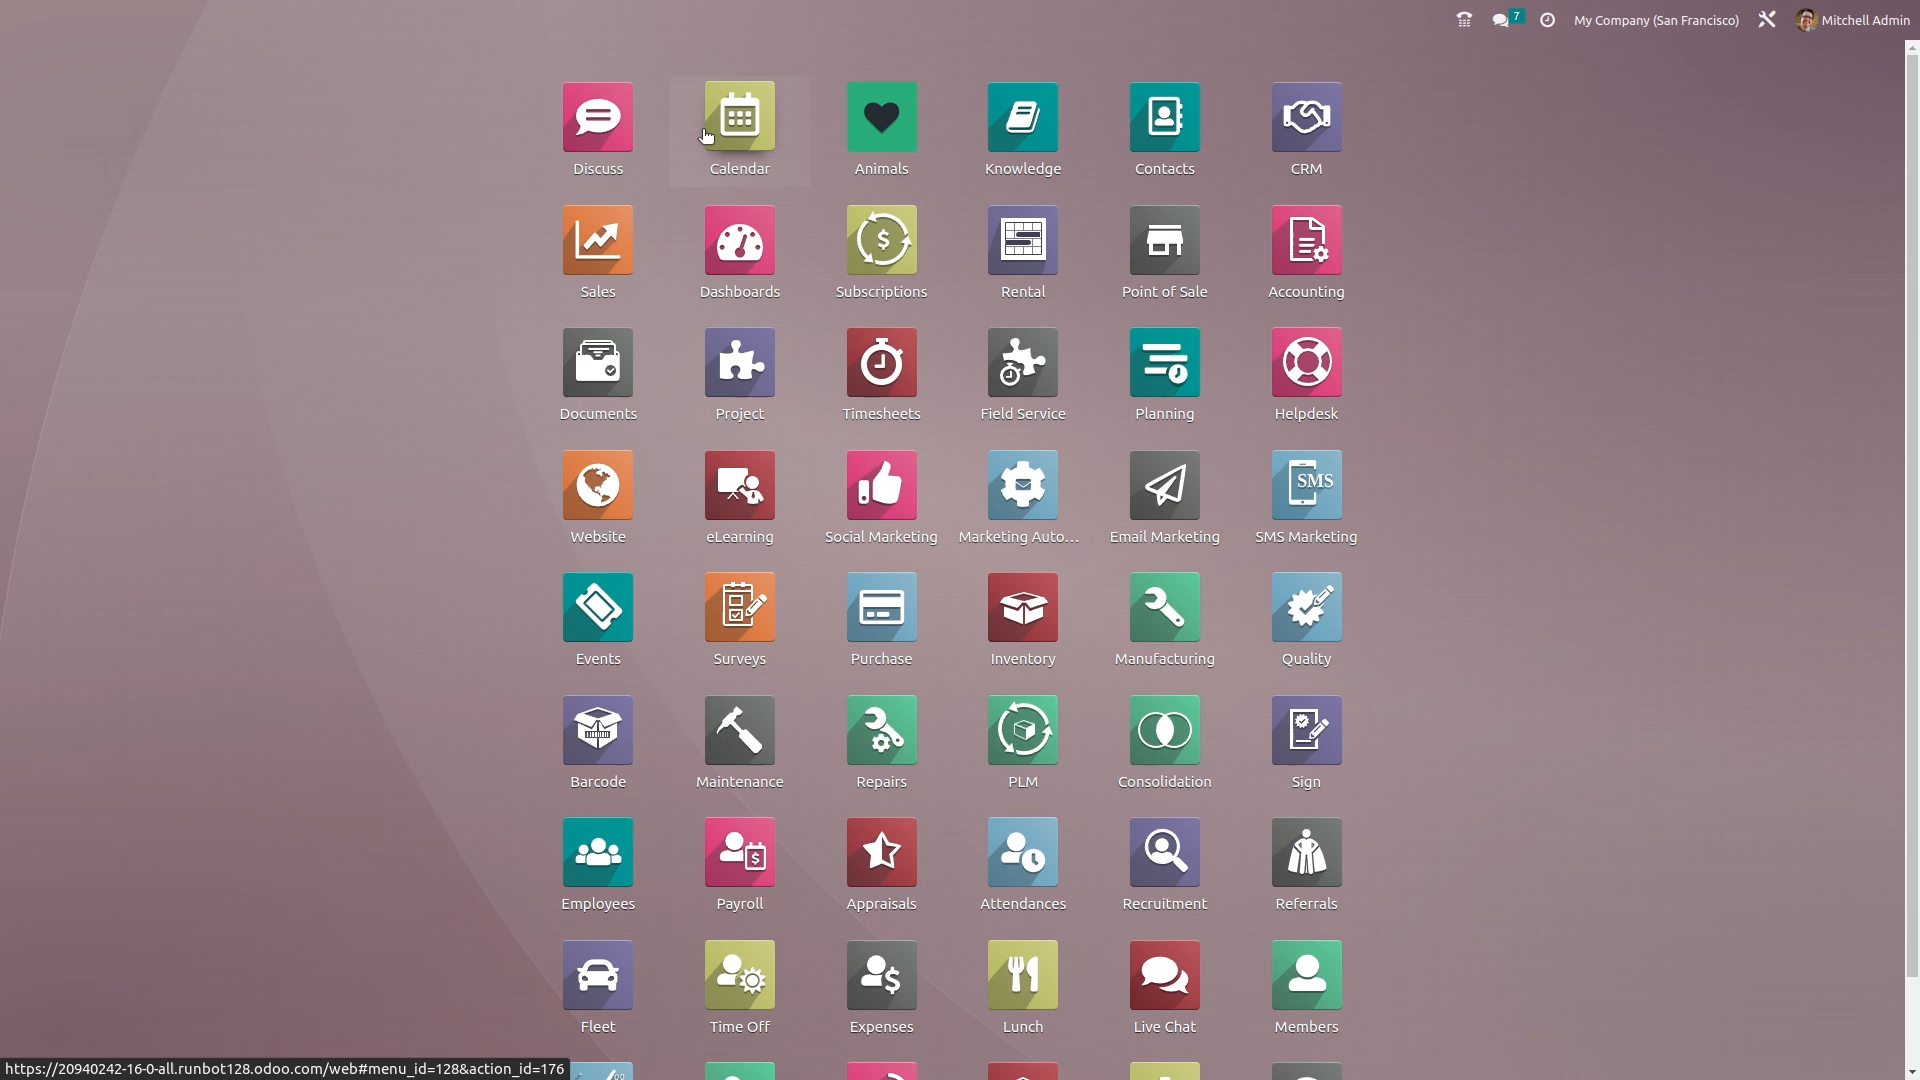 7 My Company (San Francisco) Mitchell Admin
Discuss Calendar Animals Knowledge Contacts CRM
Sales Dashboards Subscriptions Rental Point of Sale Accounting
Documents Project Timesheets Field Service Planning Helpdesk
SMS
Website eLearning Social Marketing Marketing Auto... Email Marketing SMS Marketing
Events Surveys Purchase Inventory Manufacturing Quality
Barcode Maintenance Repairs PLM Consolidation Sign
Employees Payroll Appraisals Attendances Recruitment Referrals
Fleet Time Off Expenses Lunch Live Chat Members
https://20940242-16-0-all.runbot128.odoo.com/web#menu_id=128&action_id=176